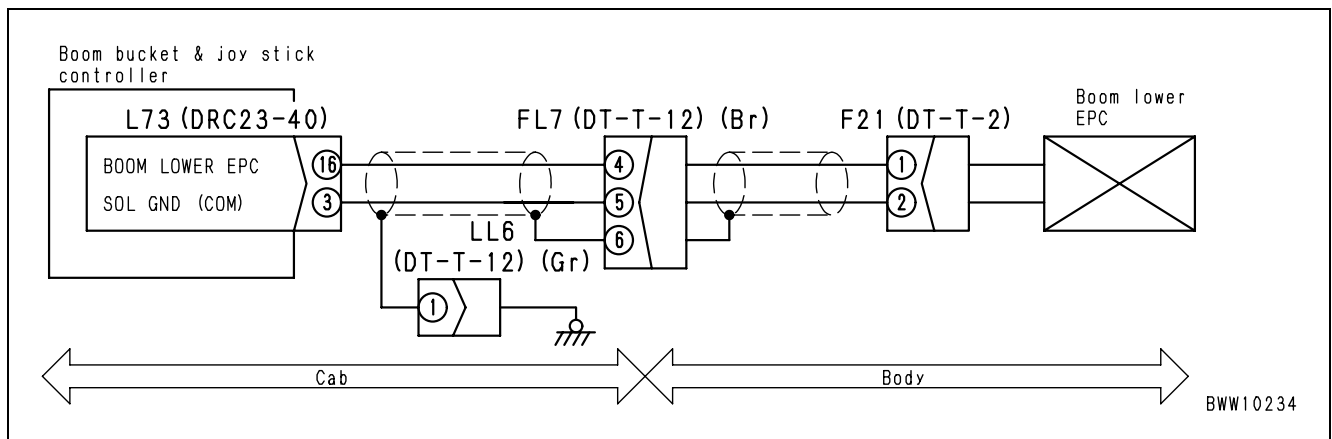 Boom bucket & joy stick
controller
L73 (DRC23-40)
FL7 (DT-T-12) (Br)
F21 (DT-T-2)
Boom lower
EPC
BOOM LOWER EPC
16
4
1
SOL GND (COM)
3
5
2
6
LL6
(DT-T-12) (Gr)
1
Cab
Body
BWW10234